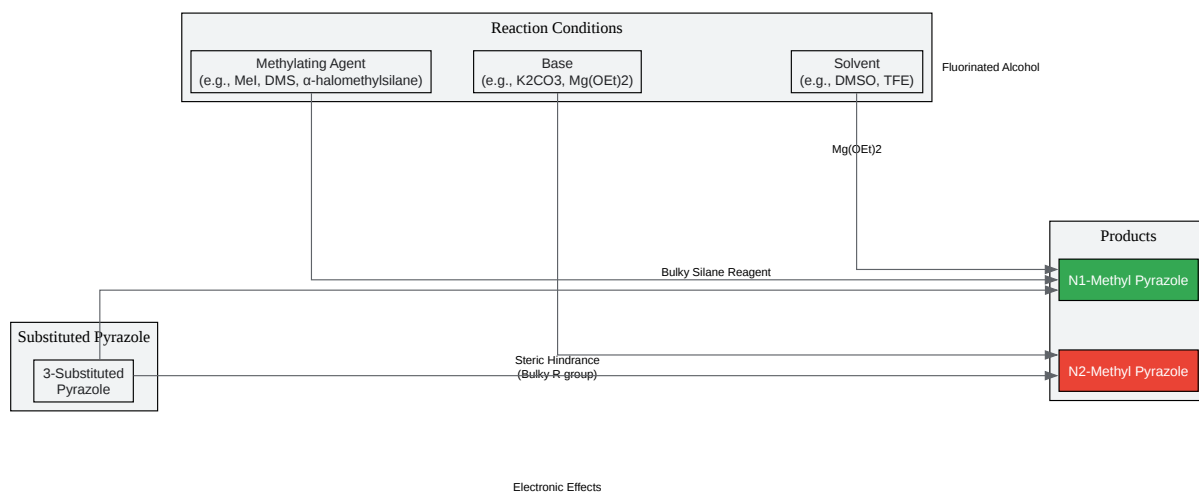 Reaction Conditions
Methylating Agent
(e.g., MeI, DMS, α-halomethylsilane)
Base
(e.g., K2CO3, Mg(OEt)2)
Solvent
(e.g., DMSO, TFE)
Fluorinated Alcohol
Mg(OEt)2
Products
Bulky Silane Reagent
N1-Methyl Pyrazole
Substituted Pyrazole
3-Substituted
Pyrazole
Steric Hindrance
(Bulky R group)
N2-Methyl Pyrazole
Electronic Effects